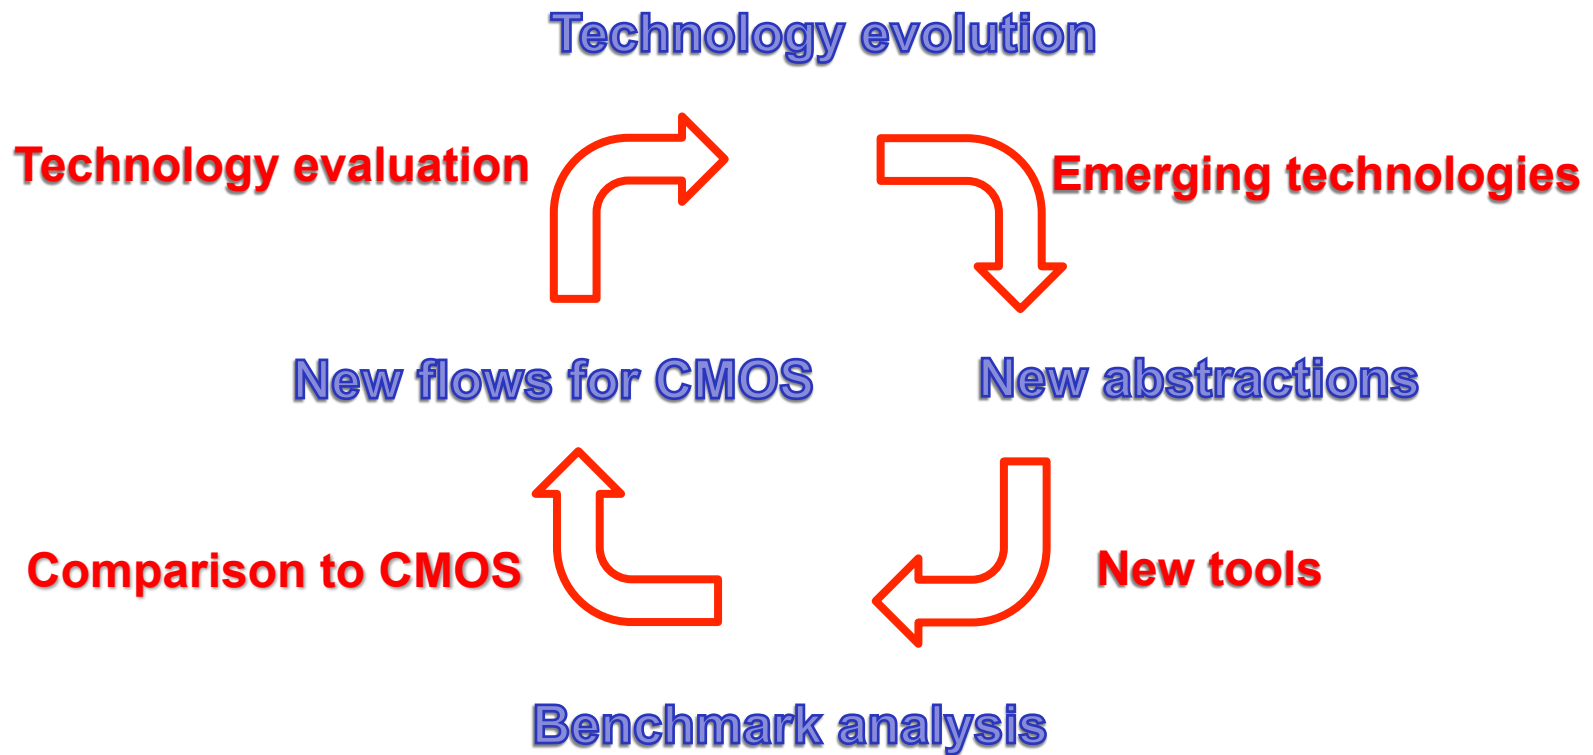 Technology evolution
Technology evaluation
Emerging technologies
New flows for CMOS
New abstractions
Comparison to CMOS
New tools
Benchmark analysis